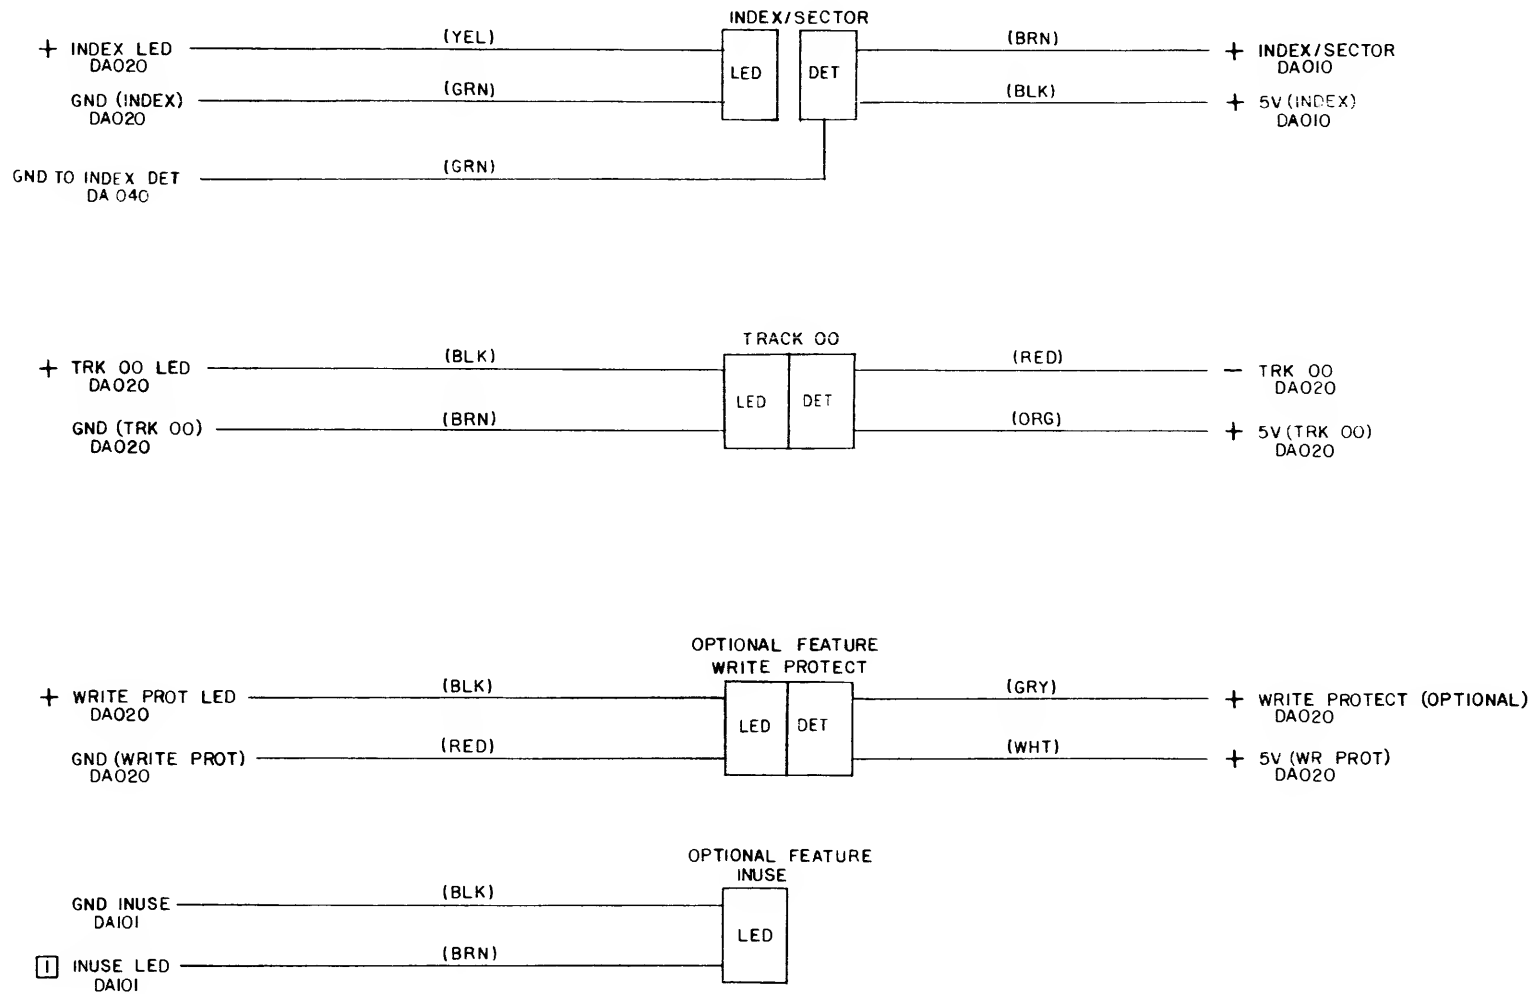 INDEX/SECTOR
+ INDEX LED (YEL) LED DET (BRN) + INDEX/SECTOR
DA020 DA010
GND (INDEX) (GRN) (BLK) + 5V (INDEX)
DA020 DA010
GND TO INDEX DET (GRN)
DA 040
TRACK 00
+ TRK 00 LED (BLK) (RED) − TRK 00
DA020 DA020
LED DET
GND (TRK 00) (BRN) (ORG) + 5V (TRK 00)
DA020 DA020
OPTIONAL FEATURE
WRITE PROTECT
+ WRITE PROT LED (BLK) (GRY) + WRITE PROTECT (OPTIONAL)
DA020 DA020
LED DET
GND (WRITE PROT) (RED) (WHT) + 5V (WR PROT)
DA020 DA020
OPTIONAL FEATURE
INUSE
GND INUSE (BLK)
DA101
LED
1 INUSE LED (BRN)
DA101